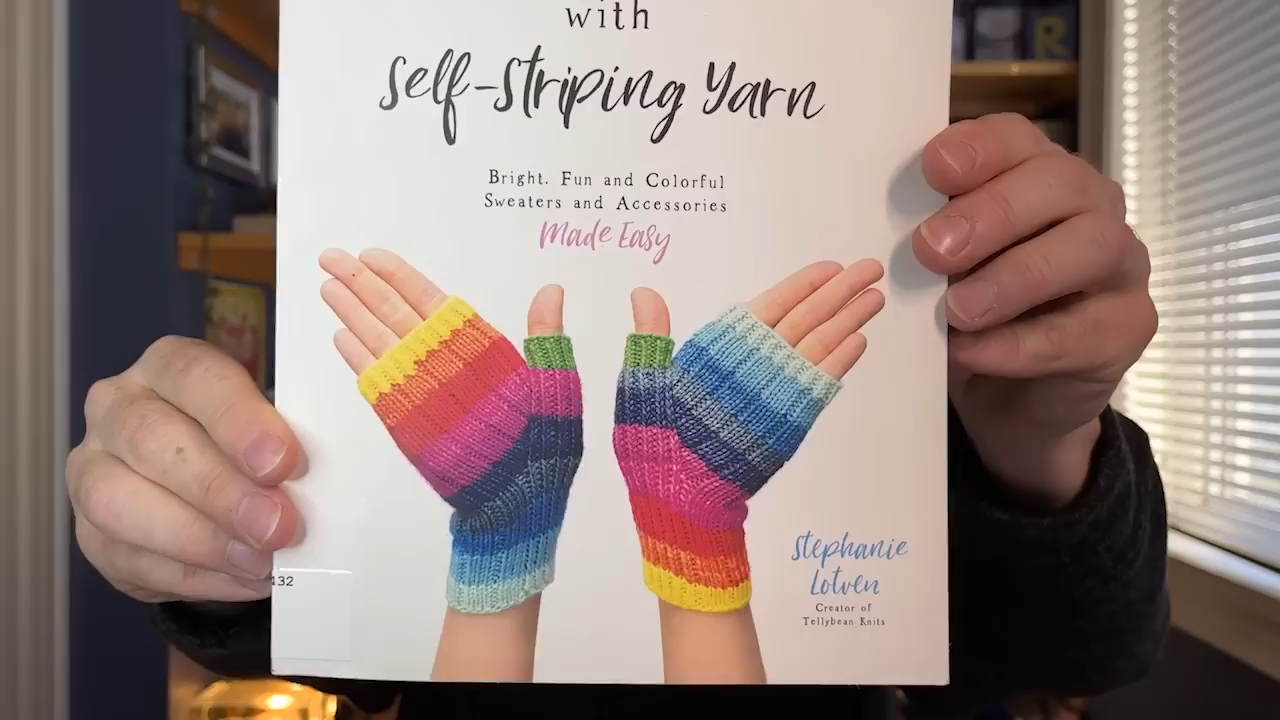 with
Self-Striping Yarn
Bright, Fun and Colorful
Sweaters and Accessories
Made Easy
Stephanie
Lotven
Creator of
Tellybean Knits
132
R